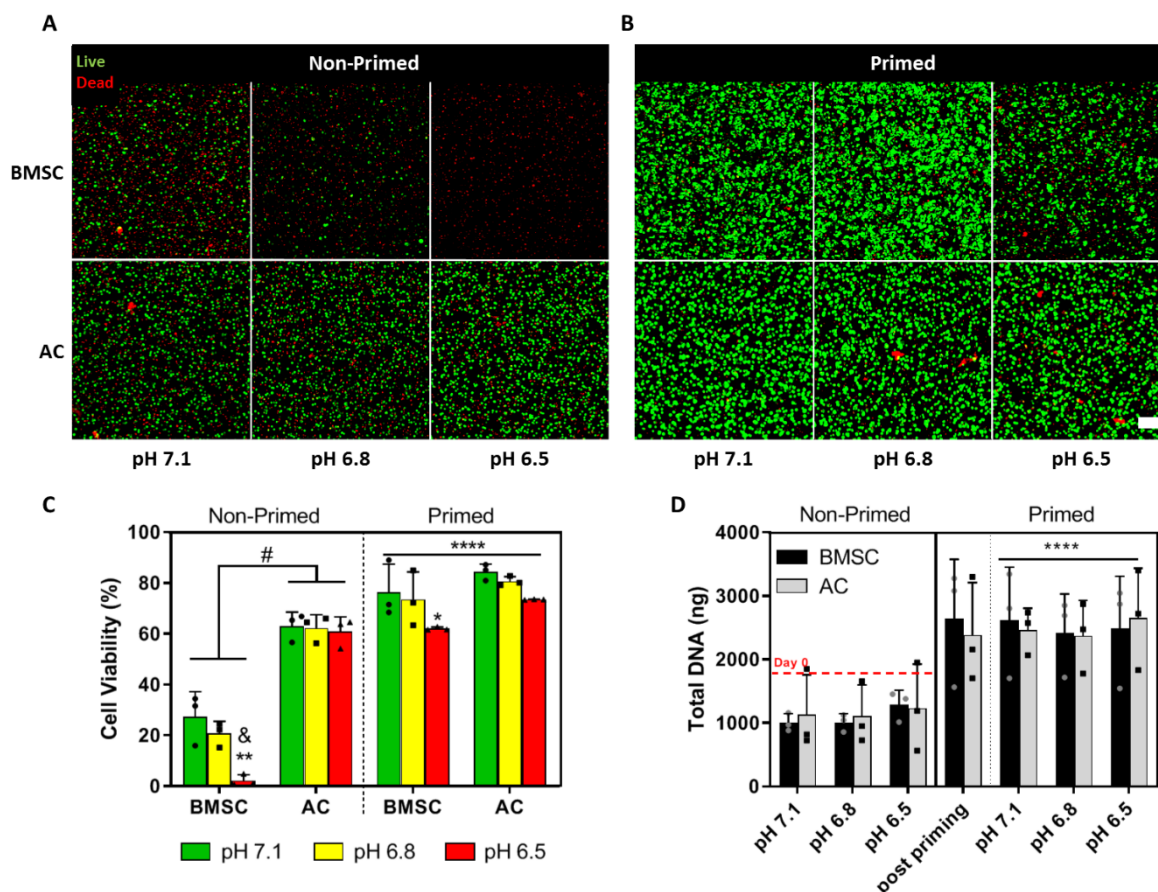 A
B
Live
Dead
Non-Primed
Primed
BMSC
AC
pH 7.1
pH 6.8
pH 6.5
pH 7.1
pH 6.8
pH 6.5
C
Non-Primed
Primed
Cell Viability (%)
100
80
60
40
20
0
#
&
**
****
*
BMSC
AC
BMSC
AC
pH 7.1
pH 6.8
pH 6.5
D
Non-Primed
Primed
Total DNA (ng)
4000
3000
2000
1000
0
BMSC
AC
****
Day 0
pH 7.1
pH 6.8
pH 6.5
post priming
pH 7.1
pH 6.8
pH 6.5